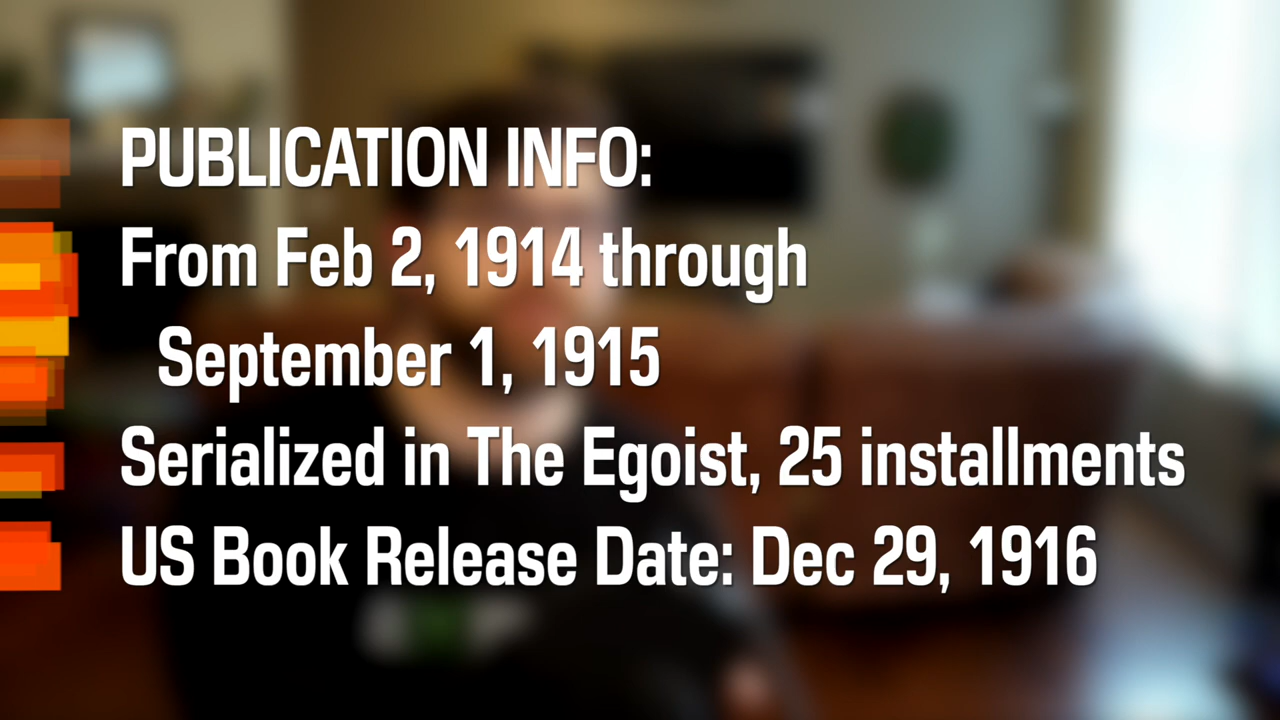 PUBLICATION INFO:
From Feb 2, 1914 through
September 1, 1915
Serialized in The Egoist, 25 installments
US Book Release Date: Dec 29, 1916